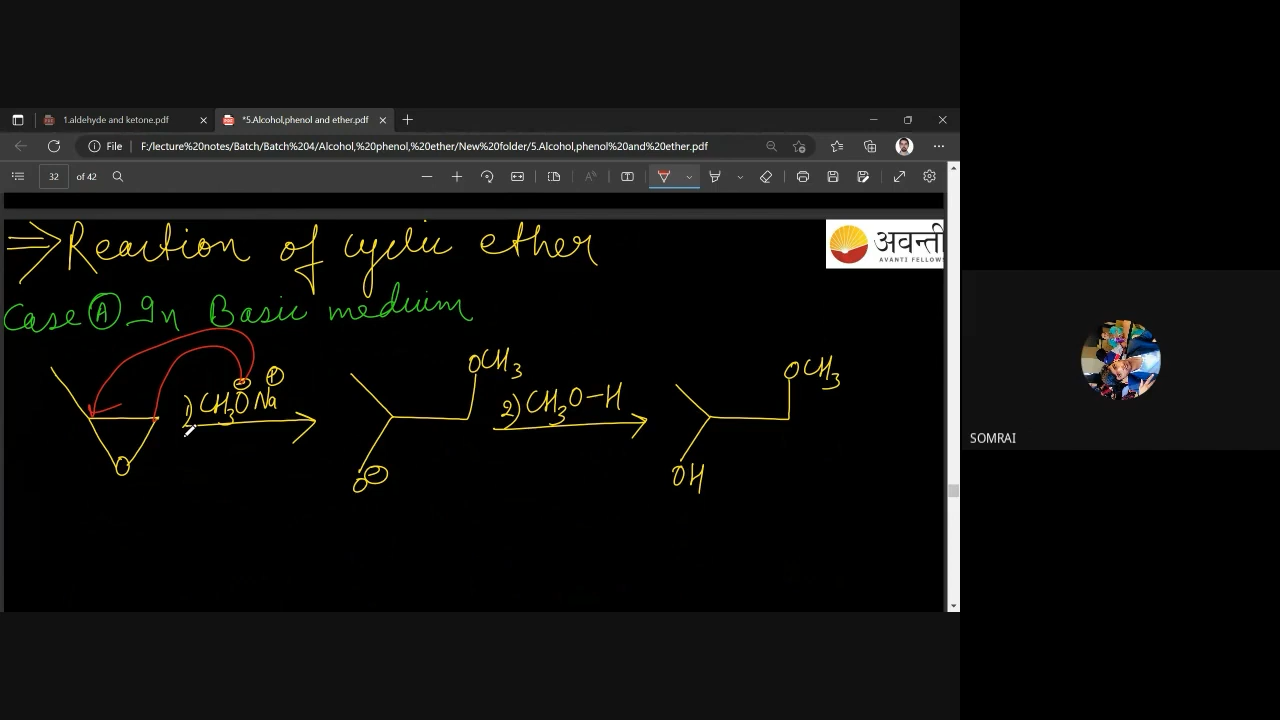 1.aldehyde and ketone.pdf
*5.Alcohol,phenol and ether.pdf
File
F:/lecture%20notes/Batch/Batch%204/Alcohol,%20phenol,%20ether/New%20folder/5.Alcohol,phenol%20and%20ether.pdf
32 of 42
⇒ Reaction of cyclic ether
अवन्ती
AVANTI FELLOWS
Case Ⓐ In Basic medium
1) CH₃O⊖ Na⊕
OCH₃
2) CH₃O-H
OCH₃
O
O⊖
OH
SOMRAI